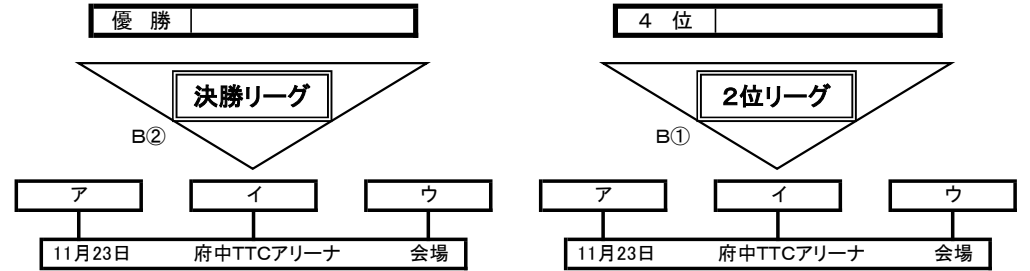 優 勝
4 位
決勝リーグ
2位リーグ
B②
B①
ア イ ウ
ア イ ウ
11月23日 府中TTCアリーナ 会場
11月23日 府中TTCアリーナ 会場